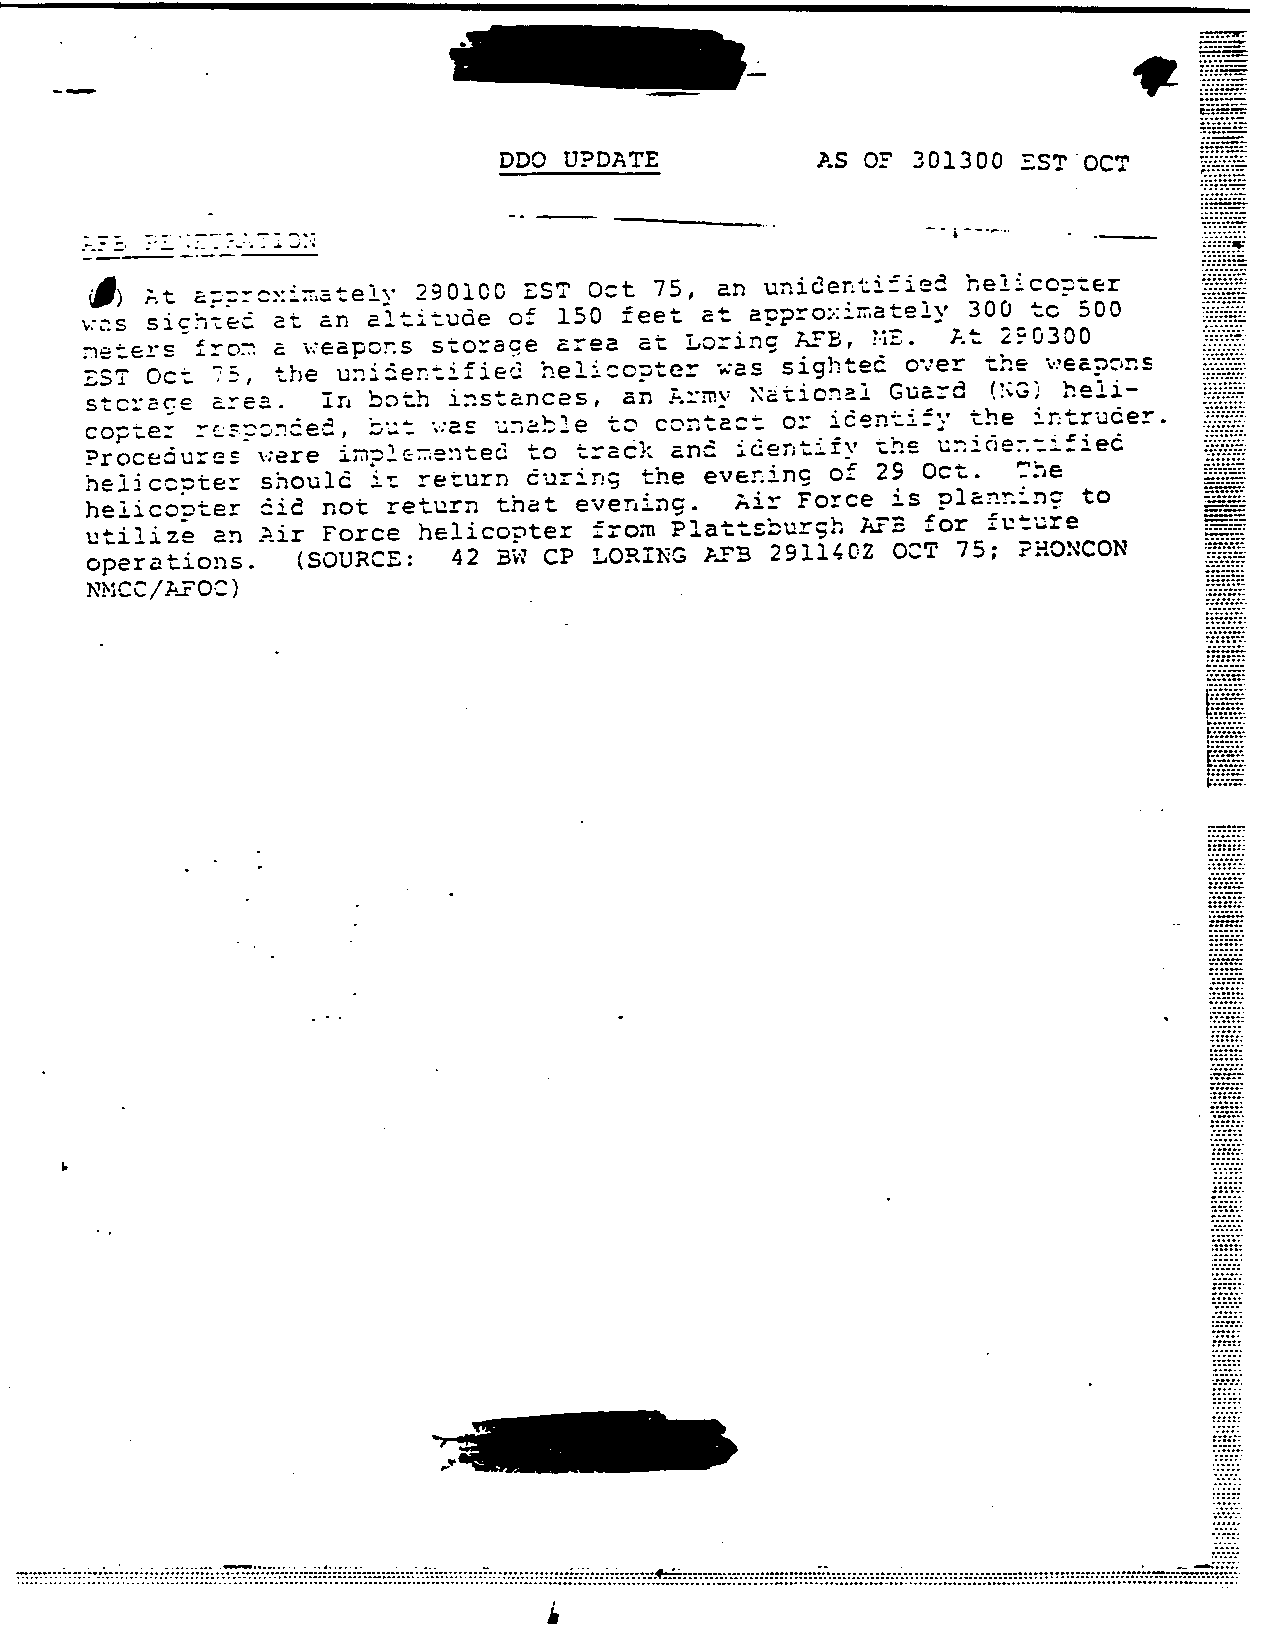 DDO UPDATE AS OF 301300 EST OCT
AFB PENETRATION
( ) At approximately 290100 EST Oct 75, an unidentified helicopter
was sighted at an altitude of 150 feet at approximately 300 to 500
meters from a weapons storage area at Loring AFB, ME. At 290300
EST Oct 75, the unidentified helicopter was sighted over the weapons
storage area. In both instances, an Army National Guard (NG) heli-
copter responded, but was unable to contact or identify the intruder.
Procedures were implemented to track and identify the unidentified
helicopter should it return during the evening of 29 Oct. The
helicopter did not return that evening. Air Force is planning to
utilize an Air Force helicopter from Plattsburgh AFB for future
operations. (SOURCE: 42 BW CP LORING AFB 291140Z OCT 75; PHONCON
NMCC/AFOC)